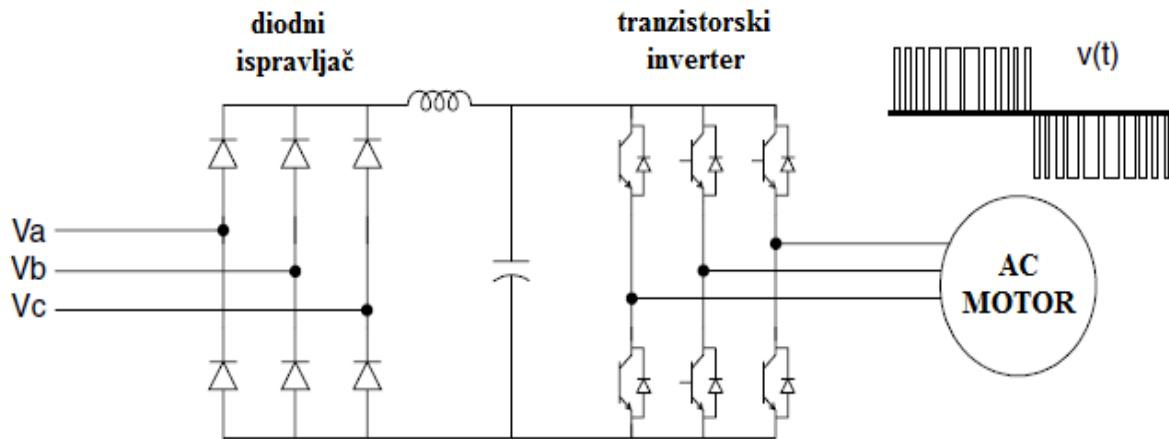 diodni
ispravljač
tranzistorski
inverter
v(t)
Va
Vb
Vc
AC
MOTOR